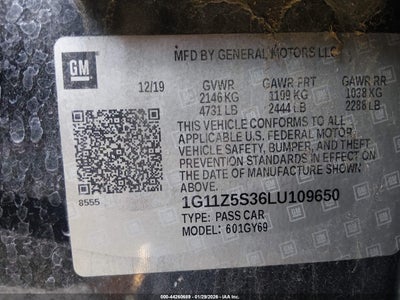 MFD BY GENERAL MOTORS LLC
GM
12/19 GVWR GAWR FRT GAWR RR
2146 KG 1109 KG 1038 KG
4731 LB 2444 LB 2286 LB
THIS VEHICLE CONFORMS TO ALL
APPLICABLE U.S. FEDERAL MOTOR
VEHICLE SAFETY, BUMPER, AND THEFT
PREVENTION STANDARDS IN EFFECT ON
THE DATE OF MANUFACTURE SHOWN ABOVE
8555 1G11Z5S36LU109650
TYPE: PASS CAR
MODEL: 601GY69
000-44260689 01/29/2026 - IAA Inc.